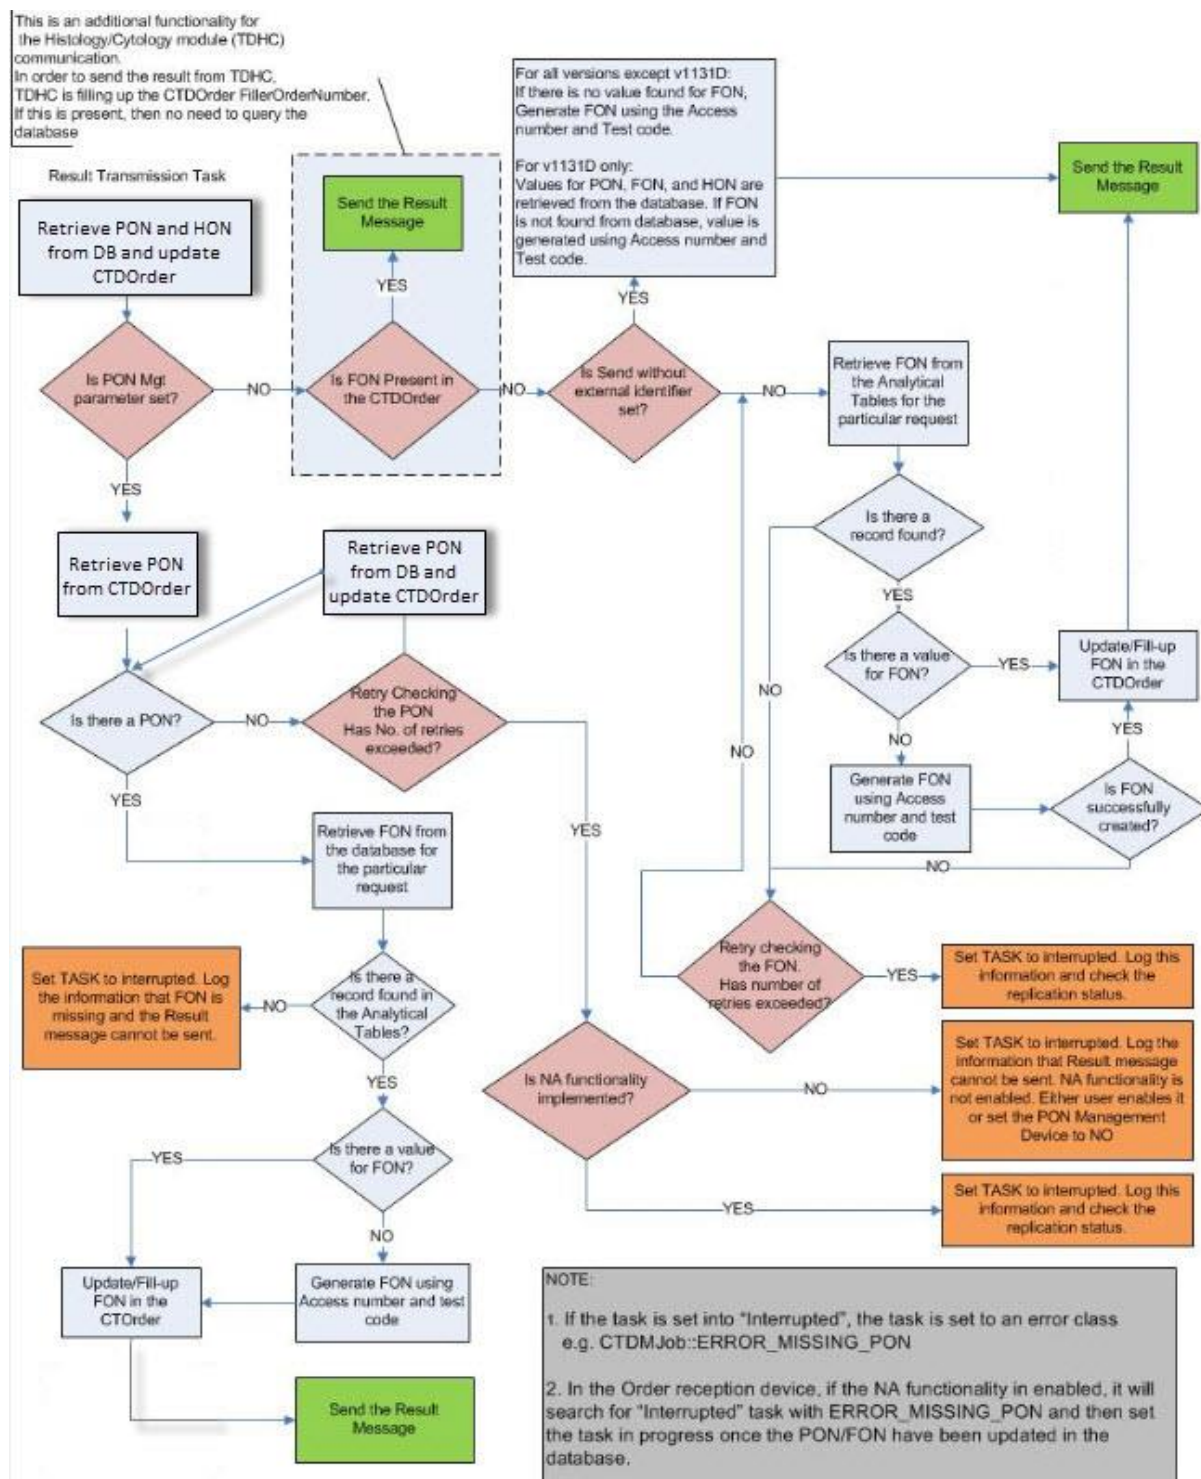 This is an additional functionality for
the Histology/Cytology module (TDHC)
communication.
In order to send the result from TDHC,
TDHC is filling up the CTDOrder FillerOrderNumber.
If this is present, then no need to query the
database
Result Transmission Task
Retrieve PON and HON
from DB and update
CTDOrder
Send the Result
Message
For all versions except v1131D:
If there is no value found for FON,
Generate FON using the Access
number and Test code.
For v1131D only:
Values for PON, FON, and HON are
retrieved from the database. If FON
is not found from database, value is
generated using Access number and
Test code.
Send the Result
Message
YES
YES
Is PON Mgt
parameter set?
NO
Is FON Present in
the CTDOrder
NO
Is Send without
external identifier
set?
NO
Retrieve FON from
the Analytical
Tables for the
particular request
YES
Is there a
record found?
YES
Retrieve PON
from CTDOrder
Retrieve PON
from DB and
update CTDOrder
Is there a value
for FON?
YES
Update/Fill-up
FON in the
CTDOrder
NO
Is there a PON?
NO
Retry Checking
the PON
Has No. of retries
exceeded?
NO
NO
YES
YES
Generate FON
using Access
number and test
code
Is FON
successfully
created?
NO
YES
Retrieve FON from
the database for
the particular
request
Retry checking
the FON.
Has number of
retries exceeded?
YES
Set TASK to interrupted. Log this
information and check the
replication status.
Set TASK to interrupted. Log
the information that FON is
missing and the Result
message cannot be sent.
NO
Is there a
record found in
the Analytical
Tables?
YES
Is NA functionality
implemented?
NO
Set TASK to interrupted. Log the
information that Result message
cannot be sent. NA functionality is
not enabled. Either user enables it
or set the PON Management
Device to NO
YES
Is there a value
for FON?
YES
Set TASK to interrupted. Log this
information and check the
replication status.
NO
Update/Fill-up
FON in the
CTOrder
Generate FON using
Access number and test
code
Send the Result
Message
NOTE:
1. If the task is set into "Interrupted", the task is set to an error class
e.g. CTDMJob::ERROR_MISSING_PON
2. In the Order reception device, if the NA functionality in enabled, it will
search for "Interrupted" task with ERROR_MISSING_PON and then set
the task in progress once the PON/FON have been updated in the
database.